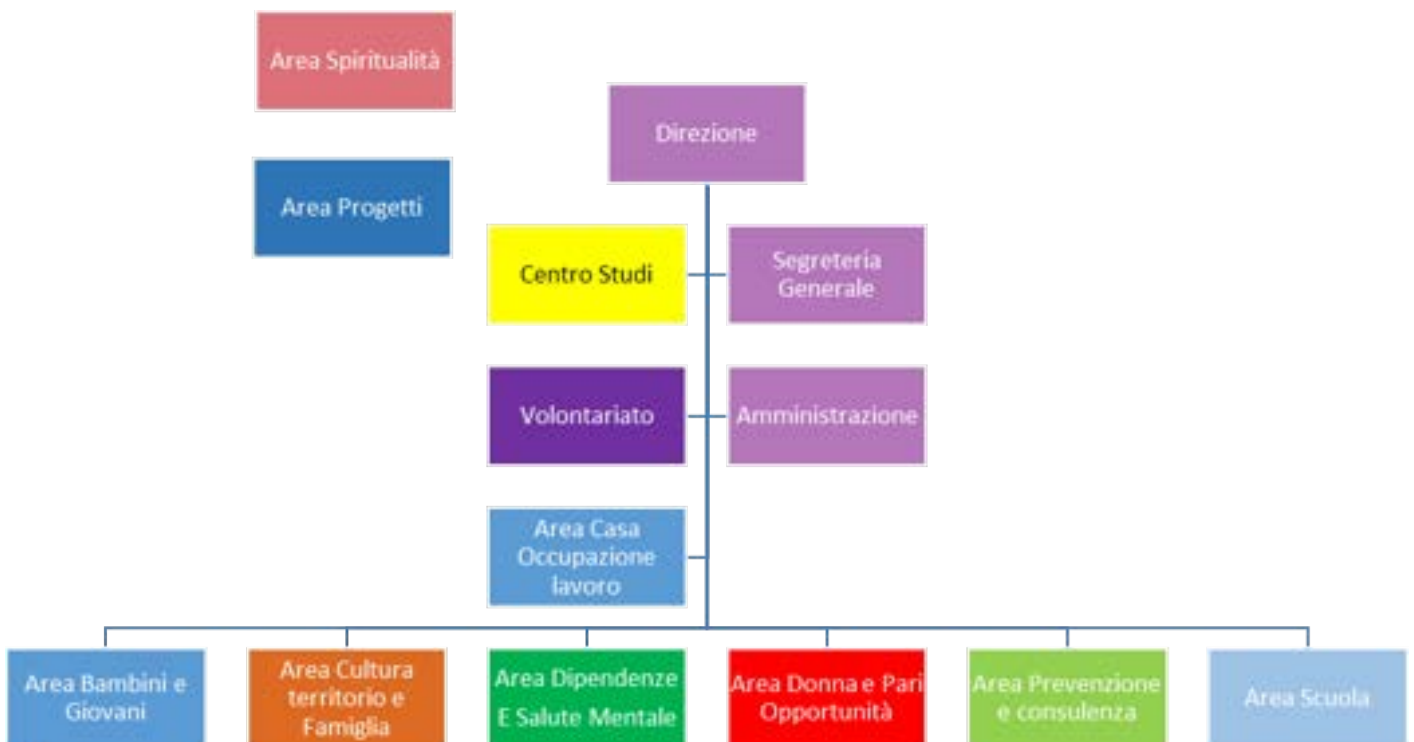 Area Spiritualità
Direzione
Area Progetti
Centro Studi
Segreteria
Generale
Volontariato
Amministrazione
Area Casa
Occupazione
lavoro
Area Bambini e
Giovani
Area Cultura
territorio e
Famiglia
Area Dipendenze
E Salute Mentale
Area Donna e Pari
Opportunità
Area Prevenzione
e consulenza
Area Scuola